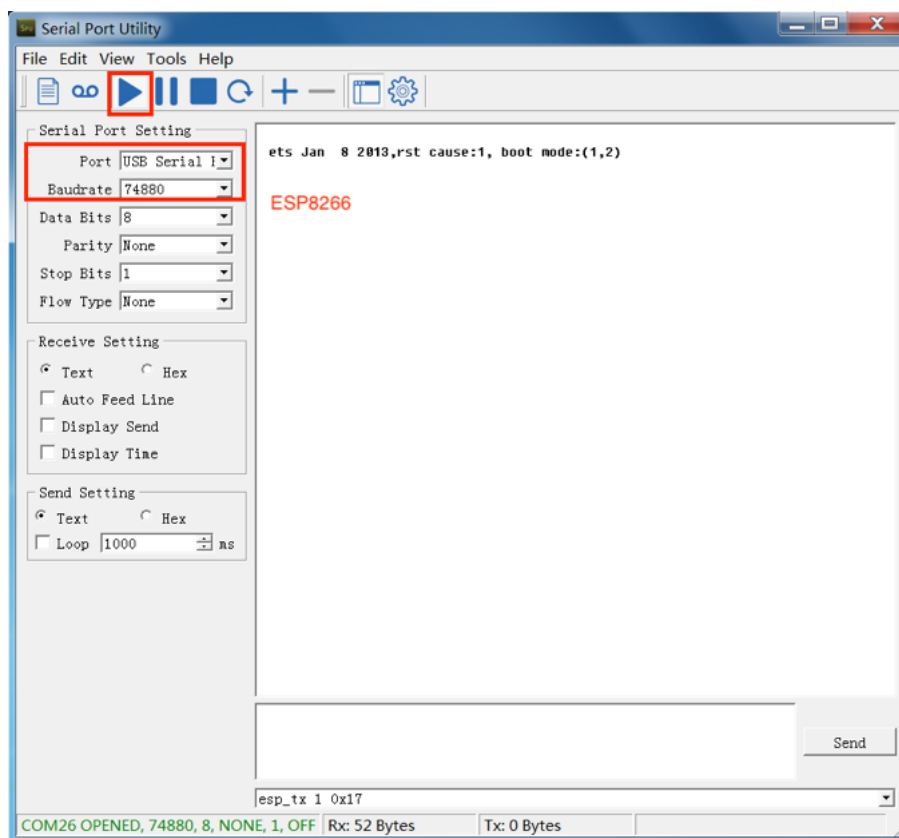 Serial Port Utility
File Edit View Tools Help
Serial Port Setting
Port USB Serial
Baudrate 74880
Data Bits 8
Parity None
Stop Bits 1
Flow Type None
Receive Setting
Text Hex
Auto Feed Line
Display Send
Display Time
Send Setting
Text Hex
Loop 1000 ms
ets Jan 8 2013,rst cause:1, boot mode:(1,2)
ESP8266
Send
esp_tx 1 0x17
COM26 OPENED, 74880, 8, NONE, 1, OFF Rx: 52 Bytes Tx: 0 Bytes